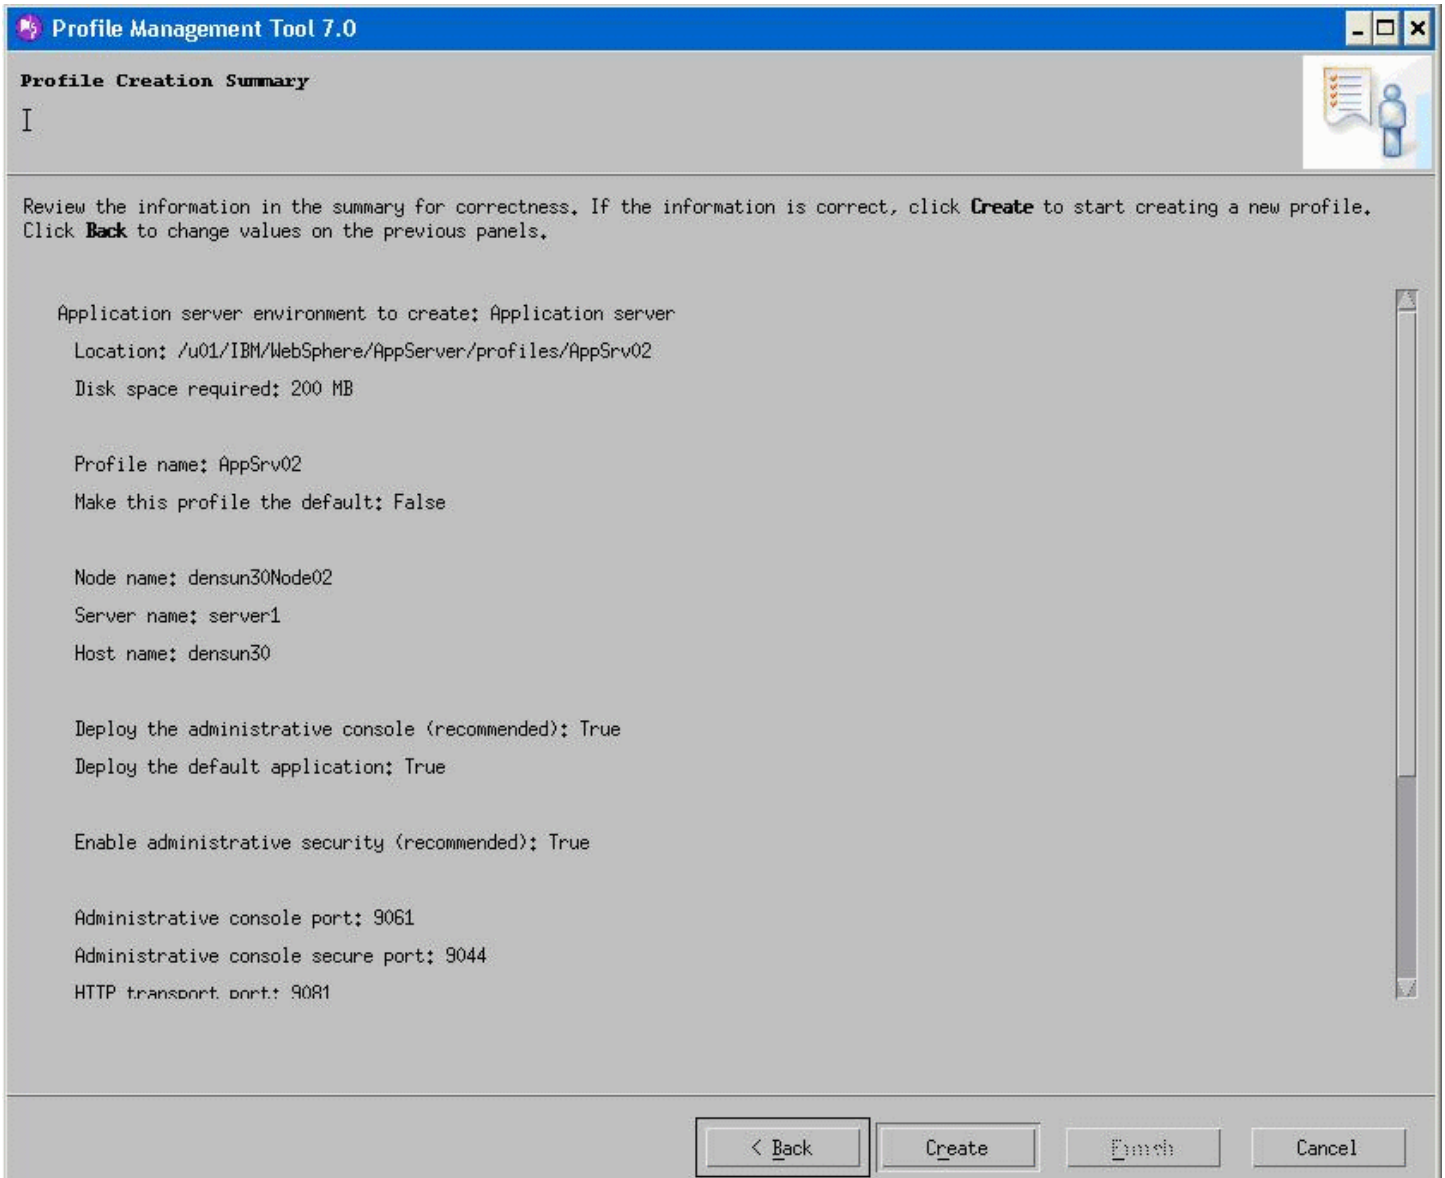 Profile Management Tool 7.0
Profile Creation Summary
Review the information in the summary for correctness. If the information is correct, click Create to start creating a new profile.
Click Back to change values on the previous panels.
Application server environment to create: Application server
Location: /u01/IBM/WebSphere/AppServer/profiles/AppSrv02
Disk space required: 200 MB
Profile name: AppSrv02
Make this profile the default: False
Node name: densun30Node02
Server name: server1
Host name: densun30
Deploy the administrative console (recommended): True
Deploy the default application: True
Enable administrative security (recommended): True
Administrative console port: 9061
Administrative console secure port: 9044
HTTP transport port: 9081
< Back
Create
Finish
Cancel